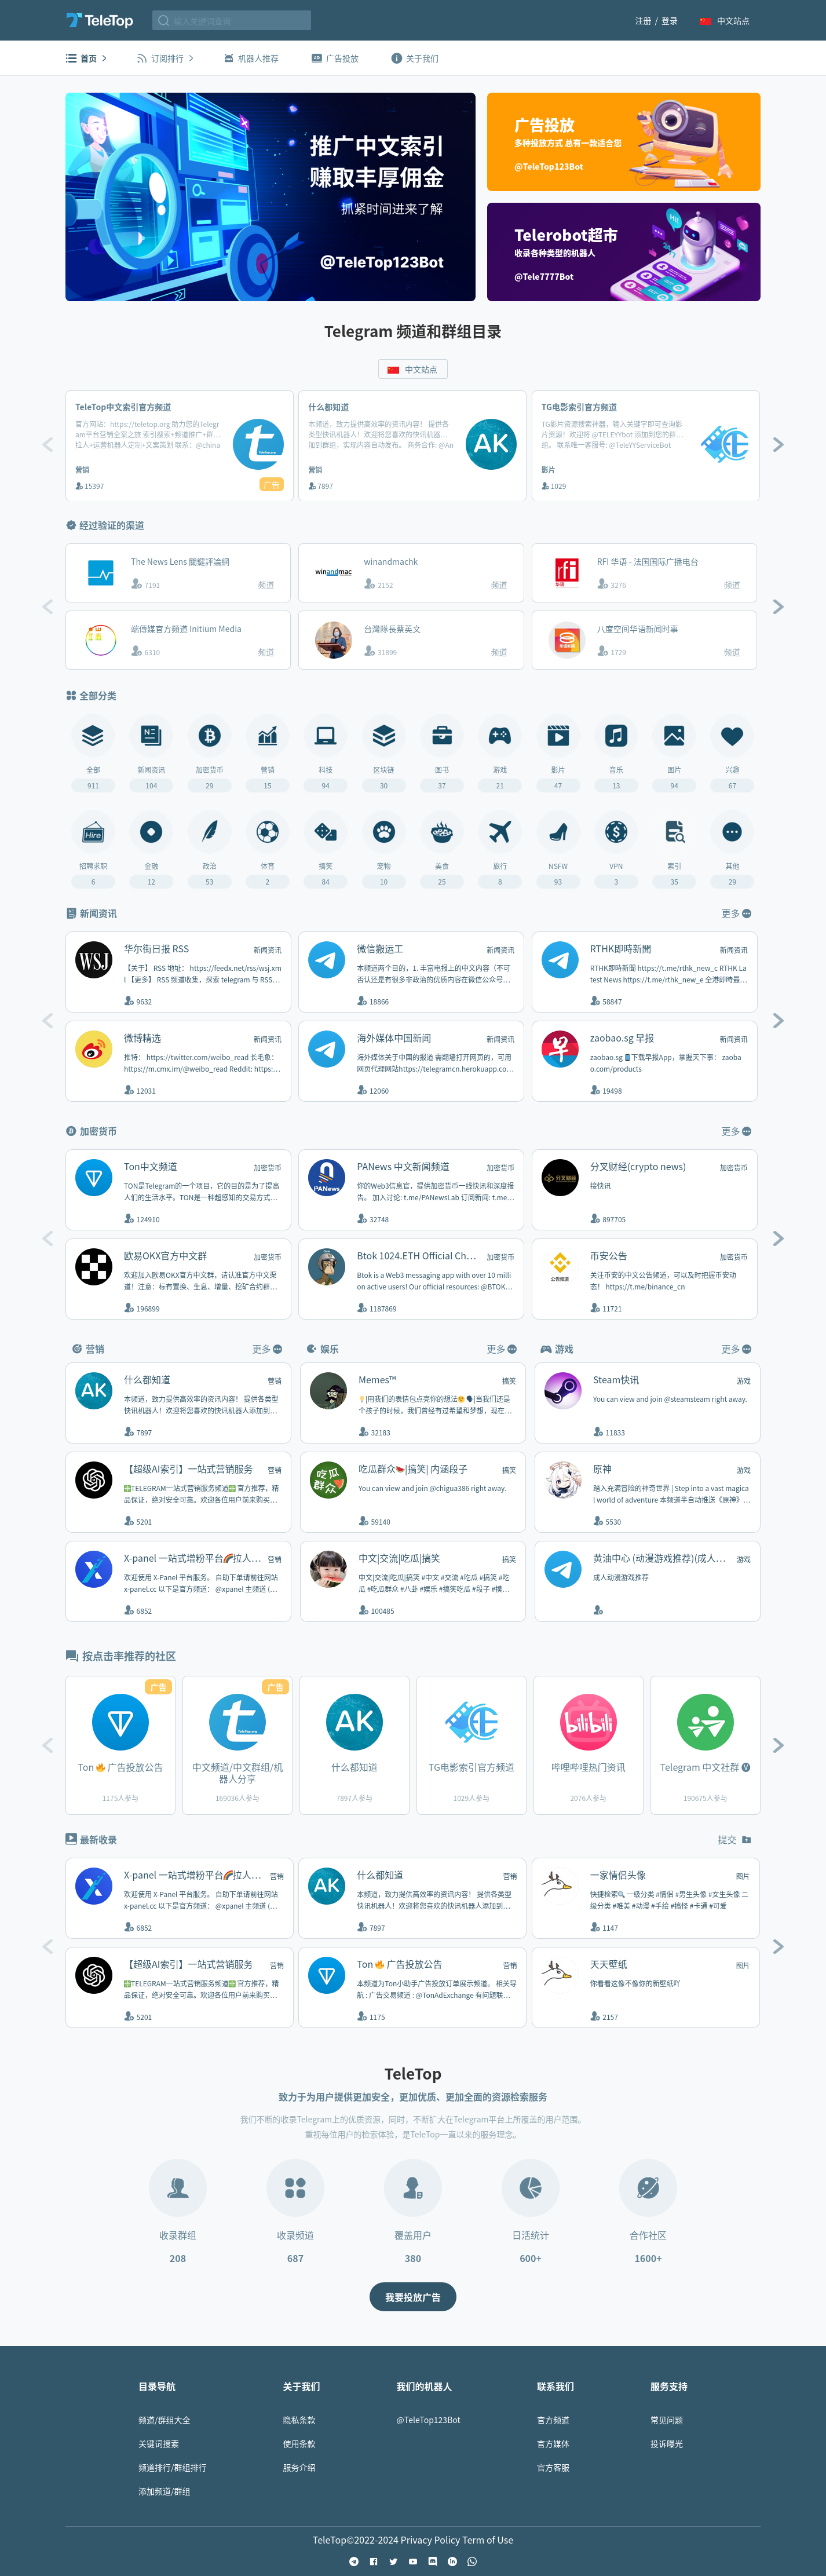 TeleTop
输入关键词查询
注册 / 登录
中文站点
首页
订阅排行
机器人推荐
广告投放
关于我们
推广中文索引
赚取丰厚佣金
抓紧时间进来了解
@TeleTop123Bot
广告投放
多种投放方式 总有一款适合您
@TeleTop123Bot
Telerobot超市
收录各种类型的机器人
@Tele7777Bot
Telegram 频道和群组目录
中文站点
TeleTop中文索引官方频道
官方网站：https://teletop.org 助力您的Telegr
am平台营销全案之旅 索引搜索+频道推广+群…
拉人+运营机器人定制+文案策划 联系：@china
营销
15397
广告
什么都知道
本频道，致力提供高效率的资讯内容！ 提供各
类型快讯机器人！欢迎将您喜欢的快讯机器…
加到群组，实现内容自动发布。 商务合作: @An
营销
7897
TG电影索引官方频道
TG影片资源搜索神器，输入关键字即可查询影
片资源！欢迎将 @TELEYYbot 添加到您的群…
组。 联系唯一客服号: @TeleYYServiceBot
影片
1029
经过验证的渠道
The News Lens 關鍵評論網
7191
频道
winandmachk
2152
频道
RFI 华语 - 法国国际广播电台
3276
频道
端傳媒官方頻道 Initium Media
6310
频道
台灣隊長蔡英文
31899
频道
八度空间华语新闻时事
1729
频道
全部分类
全部
911
新闻资讯
104
加密货币
29
营销
15
科技
94
区块链
30
图书
37
游戏
21
影片
47
音乐
13
图片
94
兴趣
67
招聘求职
6
金融
12
政治
53
体育
2
搞笑
84
宠物
10
美食
25
旅行
8
NSFW
93
VPN
3
索引
35
其他
29
新闻资讯
更多
华尔街日报 RSS
新闻资讯
【关于】 RSS 地址： https://feedx.net/rss/wsj.xm
l 【更多】 RSS 频道收集，探索 telegram 与 RSS…
9632
微信搬运工
新闻资讯
本频道两个目的，1. 丰富电报上的中文内容（不可
否认还是有很多非政治的优质内容在微信公众号…
18866
RTHK即時新聞
新闻资讯
RTHK即時新聞 https://t.me/rthk_new_c RTHK La
test News https://t.me/rthk_new_e 全港即時最…
58847
微博精选
新闻资讯
推特： https://twitter.com/weibo_read 长毛象：
https://m.cmx.im/@weibo_read Reddit: https:…
12031
海外媒体中国新闻
新闻资讯
海外媒体关于中国的报道 需翻墙打开网页的，可用
网页代理网站https://telegramcn.herokuapp.co…
12060
zaobao.sg 早报
新闻资讯
zaobao.sg 下载早报App，掌握天下事： zaoba
o.com/products
19498
加密货币
更多
Ton中文频道
加密货币
TON是Telegram的一个项目，它的目的是为了提高
人们的生活水平。TON是一种超感知的交易方式…
124910
PANews 中文新闻频道
加密货币
你的Web3信息官，提供加密货币一线快讯和深度报
告。 加入讨论: t.me/PANewsLab 订阅新闻: t.me…
32748
分叉财经(crypto news)
加密货币
接快讯
897705
欧易OKX官方中文群
加密货币
欢迎加入欧易OKX官方中文群，请认准官方中文渠
道！注意：标有置换、生息、增量、挖矿合约群…
196899
Btok 1024.ETH Official Ch…
加密货币
Btok is a Web3 messaging app with over 10 milli
on active users! Our official resources: @BTOK…
1187869
币安公告
加密货币
关注币安的中文公告频道，可以及时把握币安动
态！ https://t.me/binance_cn
11721
营销
更多
娱乐
更多
游戏
更多
什么都知道
营销
本频道，致力提供高效率的资讯内容！ 提供各类型
快讯机器人！欢迎将您喜欢的快讯机器人添加到…
7897
Memes™
搞笑
|用我们的表情包点亮你的想法|当我们还是
个孩子的时候，我们曾经有过希望和梦想，现在…
32183
Steam快讯
游戏
You can view and join @steamsteam right away.
11833
【超级AI索引】一站式营销服务
营销
TELEGRAM一站式营销服务频道 官方推荐，精
品保证，绝对安全可靠。欢迎各位用户前来购买…
5201
吃瓜群众|搞笑| 内涵段子
搞笑
You can view and join @chigua386 right away.
59140
原神
游戏
踏入充满冒险的神奇世界 | Step into a vast magica
l world of adventure 本频道半自动推送《原神》…
5530
X-panel 一站式增粉平台拉人…
营销
欢迎使用 X-Panel 平台服务。 自助下单请前往网站
x-panel.cc 以下是官方频道： @xpanel 主频道 (…
6852
中文|交流|吃瓜|搞笑
搞笑
中文|交流|吃瓜|搞笑 #中文 #交流 #吃瓜 #搞笑 #吃
瓜 #吃瓜群众 #八卦 #娱乐 #搞笑吃瓜 #段子 #摸…
100485
黄油中心 (动漫游戏推荐)(成人…
游戏
成人动漫游戏推荐
按点击率推荐的社区
广告
Ton 广告投放公告
1175人参与
广告
中文频道/中文群组/机
器人分享
169036人参与
什么都知道
7897人参与
TG电影索引官方频道
1029人参与
哔哩哔哩热门资讯
2076人参与
Telegram 中文社群
190675人参与
最新收录
提交
X-panel 一站式增粉平台拉人…
营销
欢迎使用 X-Panel 平台服务。 自助下单请前往网站
x-panel.cc 以下是官方频道： @xpanel 主频道 (…
6852
什么都知道
营销
本频道，致力提供高效率的资讯内容！ 提供各类型
快讯机器人！欢迎将您喜欢的快讯机器人添加到…
7897
一家情侣头像
图片
快捷检索 一级分类 #情侣 #男生头像 #女生头像 二
级分类 #唯美 #动漫 #手绘 #搞怪 #卡通 #可爱
1147
【超级AI索引】一站式营销服务
营销
TELEGRAM一站式营销服务频道 官方推荐，精
品保证，绝对安全可靠。欢迎各位用户前来购买…
5201
Ton 广告投放公告
营销
本频道为Ton小助手广告投放订单展示频道。 相关导
航：广告交易频道：@TonAdExchange 有问题联…
1175
天天壁纸
图片
你看看这像不像你的新壁纸吖
2157
TeleTop
致力于为用户提供更加安全，更加优质、更加全面的资源检索服务
我们不断的收录Telegram上的优质资源，同时，不断扩大在Telegram平台上所覆盖的用户范围。
重视每位用户的检索体验，是TeleTop一直以来的服务理念。
收录群组
208
收录频道
687
覆盖用户
380
日活统计
600+
合作社区
1600+
我要投放广告
目录导航
频道/群组大全
关键词搜索
频道排行/群组排行
添加频道/群组
关于我们
隐私条款
使用条款
服务介绍
我们的机器人
@TeleTop123Bot
联系我们
官方频道
官方媒体
官方客服
服务支持
常见问题
投诉曝光
TeleTop©2022-2024 Privacy Policy Term of Use